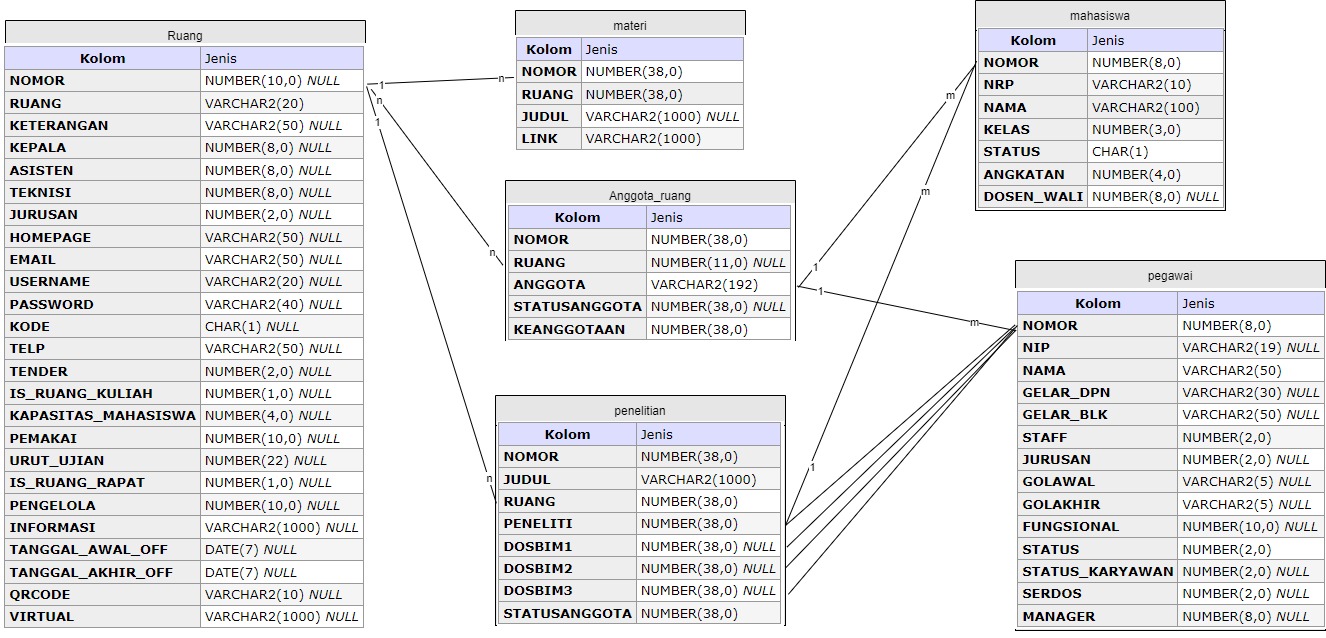 Ruang
Kolom Jenis
NOMOR NUMBER(10,0) NULL
RUANG VARCHAR2(20)
KETERANGAN VARCHAR2(50) NULL
KEPALA NUMBER(8,0) NULL
ASISTEN NUMBER(8,0) NULL
TEKNISI NUMBER(8,0) NULL
JURUSAN NUMBER(2,0) NULL
HOMEPAGE VARCHAR2(50) NULL
EMAIL VARCHAR2(50) NULL
USERNAME VARCHAR2(20) NULL
PASSWORD VARCHAR2(40) NULL
KODE CHAR(1) NULL
TELP VARCHAR2(50) NULL
TENDER NUMBER(2,0) NULL
IS_RUANG_KULIAH NUMBER(1,0) NULL
KAPASITAS_MAHASISWA NUMBER(4,0) NULL
PEMAKAI NUMBER(10,0) NULL
URUT_UJIAN NUMBER(22) NULL
IS_RUANG_RAPAT NUMBER(1,0) NULL
PENGELOLA NUMBER(10,0) NULL
INFORMASI VARCHAR2(1000) NULL
TANGGAL_AWAL_OFF DATE(7) NULL
TANGGAL_AKHIR_OFF DATE(7) NULL
QRCODE VARCHAR2(10) NULL
VIRTUAL VARCHAR2(1000) NULL
1
n
n
n
1
n
materi
Kolom Jenis
NOMOR NUMBER(38,0)
RUANG NUMBER(38,0)
JUDUL VARCHAR2(1000) NULL
LINK VARCHAR2(1000)
Anggota_ruang
Kolom Jenis
NOMOR NUMBER(38,0)
RUANG NUMBER(11,0) NULL
ANGGOTA VARCHAR2(192)
STATUSANGGOTA NUMBER(38,0) NULL
KEANGGOTAAN NUMBER(38,0)
penelitian
Kolom Jenis
NOMOR NUMBER(38,0)
JUDUL VARCHAR2(1000)
RUANG NUMBER(38,0)
PENELITI NUMBER(38,0)
DOSBIM1 NUMBER(38,0) NULL
DOSBIM2 NUMBER(38,0) NULL
DOSBIM3 NUMBER(38,0) NULL
STATUSANGGOTA NUMBER(38,0)
m
m
1
1
m
1
mahasiswa
Kolom Jenis
NOMOR NUMBER(8,0)
NRP VARCHAR2(10)
NAMA VARCHAR2(100)
KELAS NUMBER(3,0)
STATUS CHAR(1)
ANGKATAN NUMBER(4,0)
DOSEN_WALI NUMBER(8,0) NULL
pegawai
Kolom Jenis
NOMOR NUMBER(8,0)
NIP VARCHAR2(19) NULL
NAMA VARCHAR2(50)
GELAR_DPN VARCHAR2(30) NULL
GELAR_BLK VARCHAR2(50) NULL
STAFF NUMBER(2,0)
JURUSAN NUMBER(2,0) NULL
GOLAWAL VARCHAR2(5) NULL
GOLAKHIR VARCHAR2(5) NULL
FUNGSIONAL NUMBER(10,0) NULL
STATUS NUMBER(2,0)
STATUS_KARYAWAN NUMBER(2,0) NULL
SERDOS NUMBER(2,0) NULL
MANAGER NUMBER(8,0) NULL